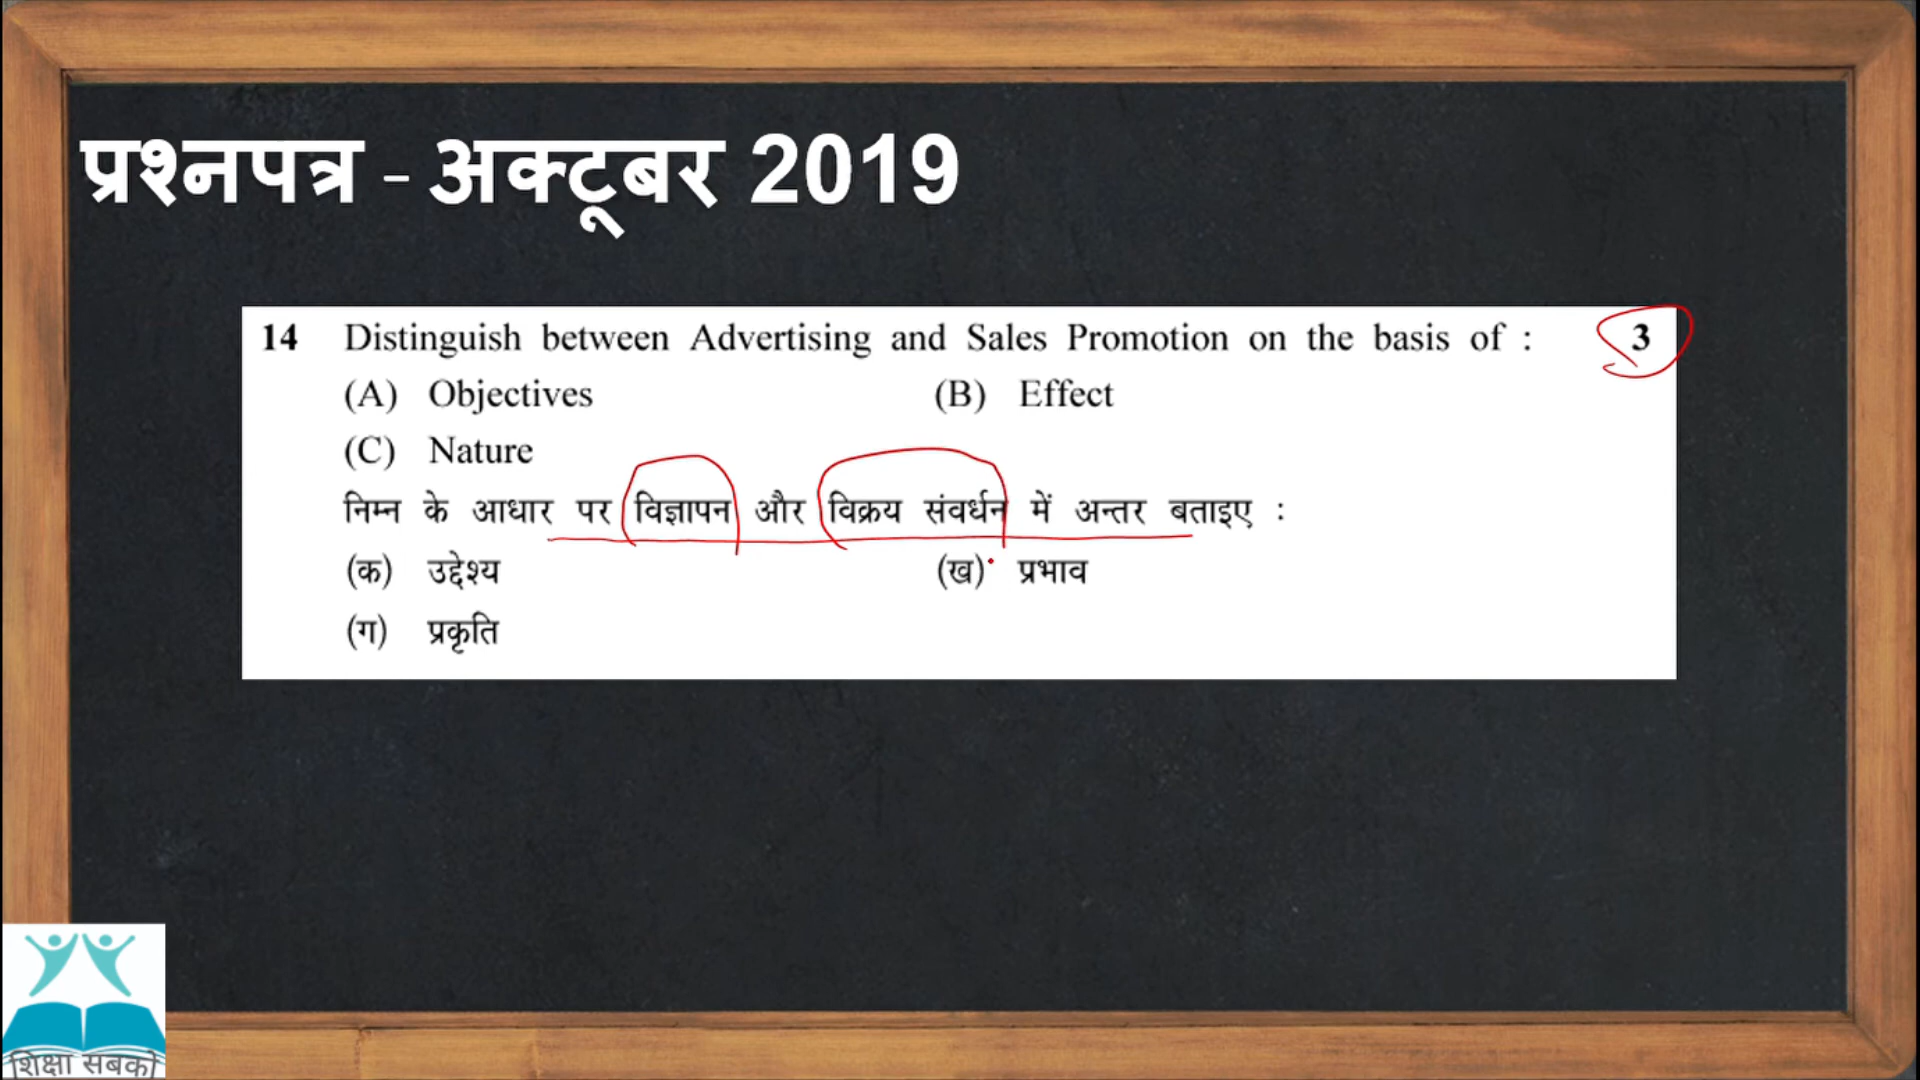 प्रश्नपत्र - अक्टूबर 2019
14 Distinguish between Advertising and Sales Promotion on the basis of : 3
(A) Objectives (B) Effect
(C) Nature
निम्न के आधार पर विज्ञापन और विक्रय संवर्धन में अन्तर बताइए :
(क) उद्देश्य (ख) प्रभाव
(ग) प्रकृति
शिक्षा सबको